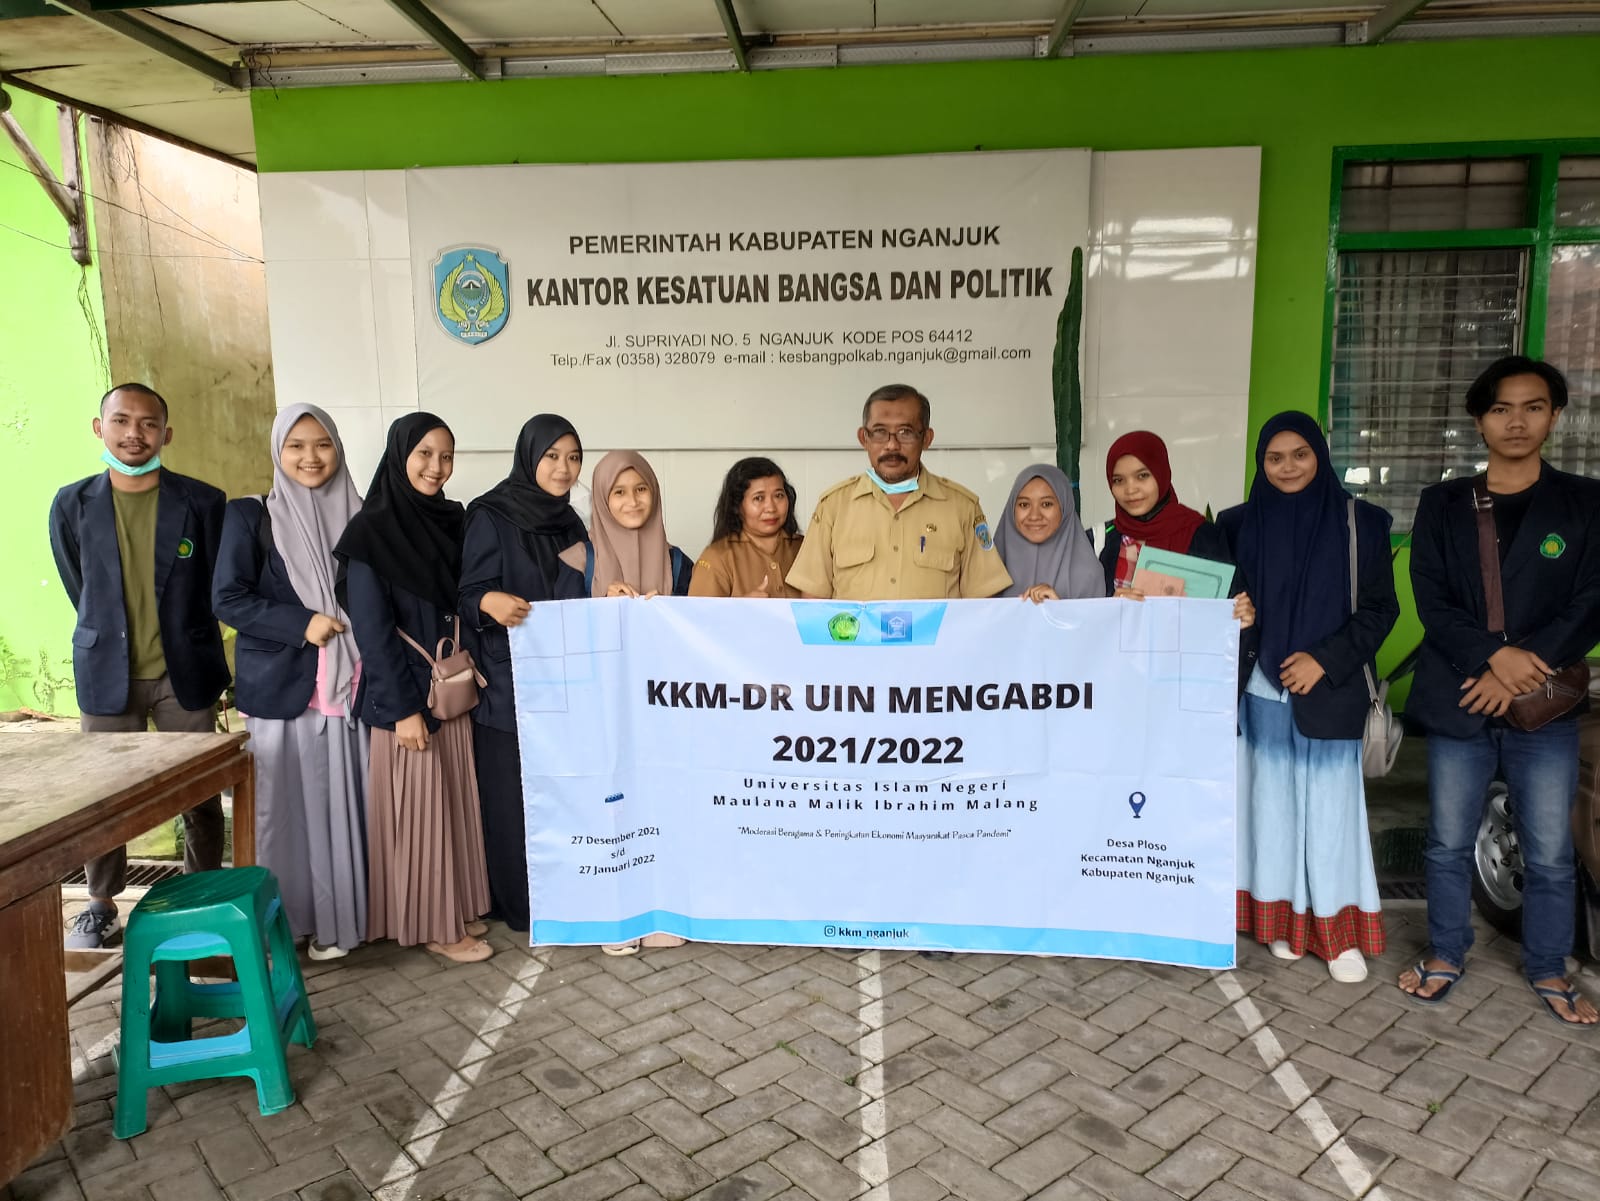 PEMERINTAH KABUPATEN NGANJUK
KANTOR KESATUAN BANGSA DAN POLITIK
Jl. SUPRIYADI NO. 5 NGANJUK KODE POS 64412
Telp./Fax (0358) 328079 e-mail : kesbangpolkab.nganjuk@gmail.com
KKM-DR UIN MENGABDI
2021/2022
Universitas Islam Negeri
Maulana Malik Ibrahim Malang
"Moderasi Beragama & Peningkatan Ekonomi Masyarakat Pasca Pandemi"
27 Desember 2021
s/d
27 Januari 2022
Desa Ploso
Kecamatan Nganjuk
Kabupaten Nganjuk
kkm_nganjuk